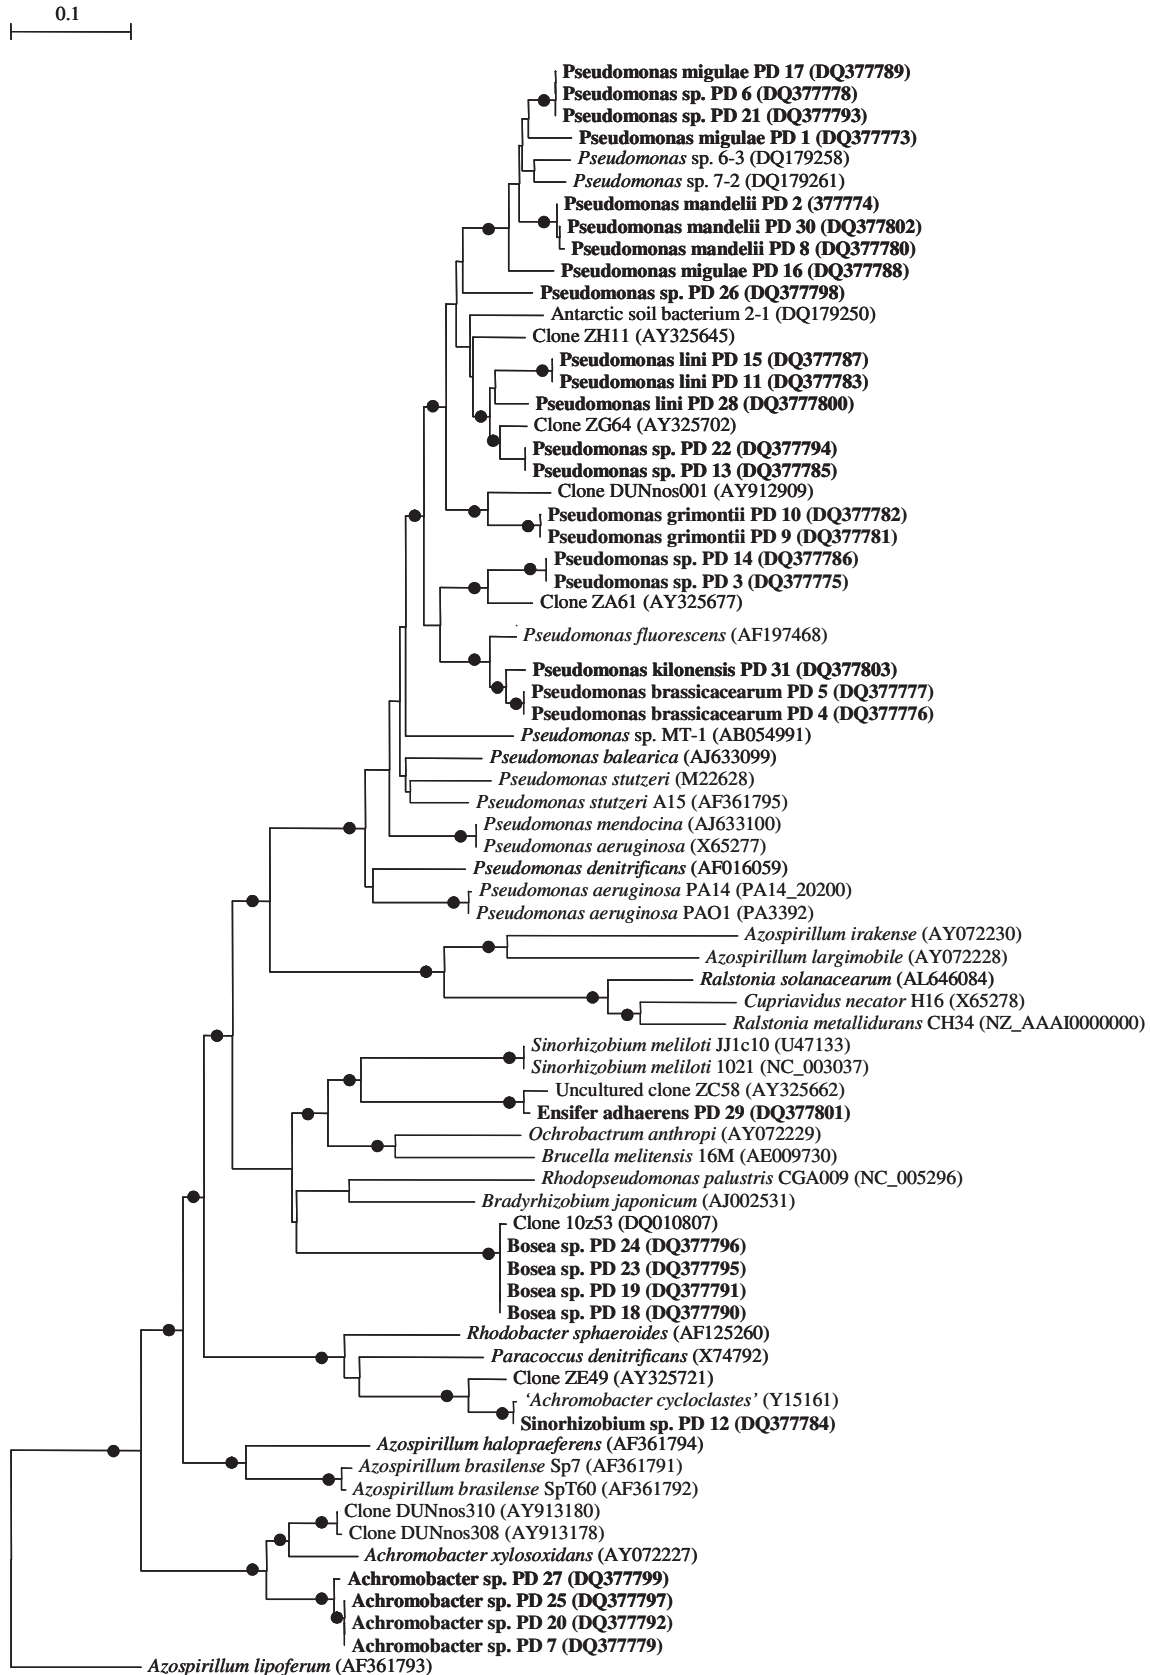 0.1
Pseudomonas migulae PD 17 (DQ377789)
Pseudomonas sp. PD 6 (DQ377778)
Pseudomonas sp. PD 21 (DQ377793)
Pseudomonas migulae PD 1 (DQ377773)
Pseudomonas sp. 6-3 (DQ179258)
Pseudomonas sp. 7-2 (DQ179261)
Pseudomonas mandelii PD 2 (377774)
Pseudomonas mandelii PD 30 (DQ377802)
Pseudomonas mandelii PD 8 (DQ377780)
Pseudomonas migulae PD 16 (DQ377788)
Pseudomonas sp. PD 26 (DQ377798)
Antarctic soil bacterium 2-1 (DQ179250)
Clone ZH11 (AY325645)
Pseudomonas lini PD 15 (DQ377787)
Pseudomonas lini PD 11 (DQ377783)
Pseudomonas lini PD 28 (DQ3777800)
Clone ZG64 (AY325702)
Pseudomonas sp. PD 22 (DQ377794)
Pseudomonas sp. PD 13 (DQ377785)
Clone DUNnos001 (AY912909)
Pseudomonas grimontii PD 10 (DQ377782)
Pseudomonas grimontii PD 9 (DQ377781)
Pseudomonas sp. PD 14 (DQ377786)
Pseudomonas sp. PD 3 (DQ377775)
Clone ZA61 (AY325677)
Pseudomonas fluorescens (AF197468)
Pseudomonas kilonensis PD 31 (DQ377803)
Pseudomonas brassicacearum PD 5 (DQ377777)
Pseudomonas brassicacearum PD 4 (DQ377776)
Pseudomonas sp. MT-1 (AB054991)
Pseudomonas balearica (AJ633099)
Pseudomonas stutzeri (M22628)
Pseudomonas stutzeri A15 (AF361795)
Pseudomonas mendocina (AJ633100)
Pseudomonas aeruginosa (X65277)
Pseudomonas denitrificans (AF016059)
Pseudomonas aeruginosa PA14 (PA14_20200)
Pseudomonas aeruginosa PAO1 (PA3392)
Azospirillum irakense (AY072230)
Azospirillum largimobile (AY072228)
Ralstonia solanacearum (AL646084)
Cupriavidus necator H16 (X65278)
Ralstonia metallidurans CH34 (NZ_AAAI0000000)
Sinorhizobium meliloti JJ1c10 (U47133)
Sinorhizobium meliloti 1021 (NC_003037)
Uncultured clone ZC58 (AY325662)
Ensifer adhaerens PD 29 (DQ377801)
Ochrobactrum anthropi (AY072229)
Brucella melitensis 16M (AE009730)
Rhodopseudomonas palustris CGA009 (NC_005296)
Bradyrhizobium japonicum (AJ002531)
Clone 10z53 (DQ010807)
Bosea sp. PD 24 (DQ377796)
Bosea sp. PD 23 (DQ377795)
Bosea sp. PD 19 (DQ377791)
Bosea sp. PD 18 (DQ377790)
Rhodobacter sphaeroides (AF125260)
Paracoccus denitrificans (X74792)
Clone ZE49 (AY325721)
‘Achromobacter cycloclastes’ (Y15161)
Sinorhizobium sp. PD 12 (DQ377784)
Azospirillum halopraeferens (AF361794)
Azospirillum brasilense Sp7 (AF361791)
Azospirillum brasilense SpT60 (AF361792)
Clone DUNnos310 (AY913180)
Clone DUNnos308 (AY913178)
Achromobacter xylosoxidans (AY072227)
Achromobacter sp. PD 27 (DQ377799)
Achromobacter sp. PD 25 (DQ377797)
Achromobacter sp. PD 20 (DQ377792)
Achromobacter sp. PD 7 (DQ377779)
Azospirillum lipoferum (AF361793)